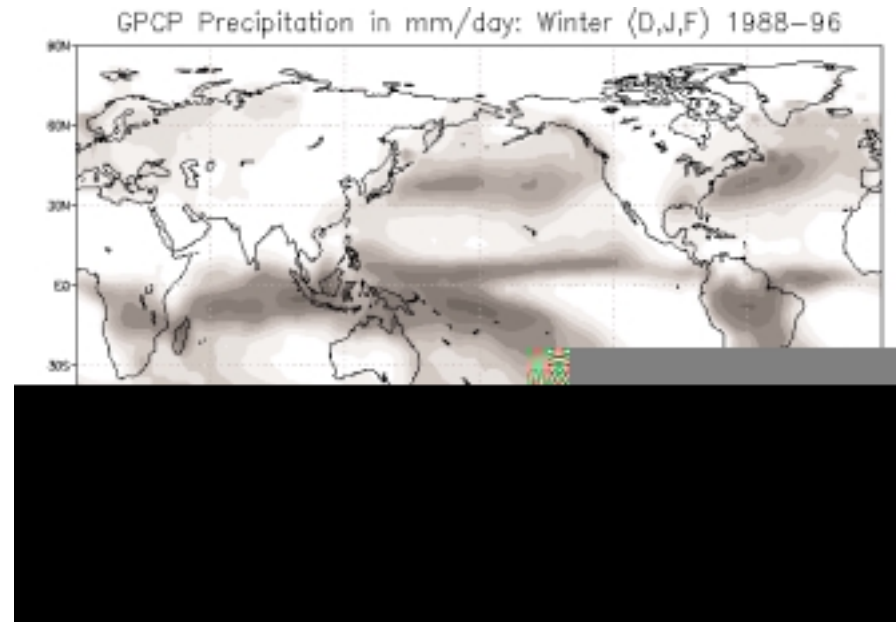 GPCP Precipitation in mm/day: Winter (D,J,F) 1988-96
90N
60N
30N
EQ
30S